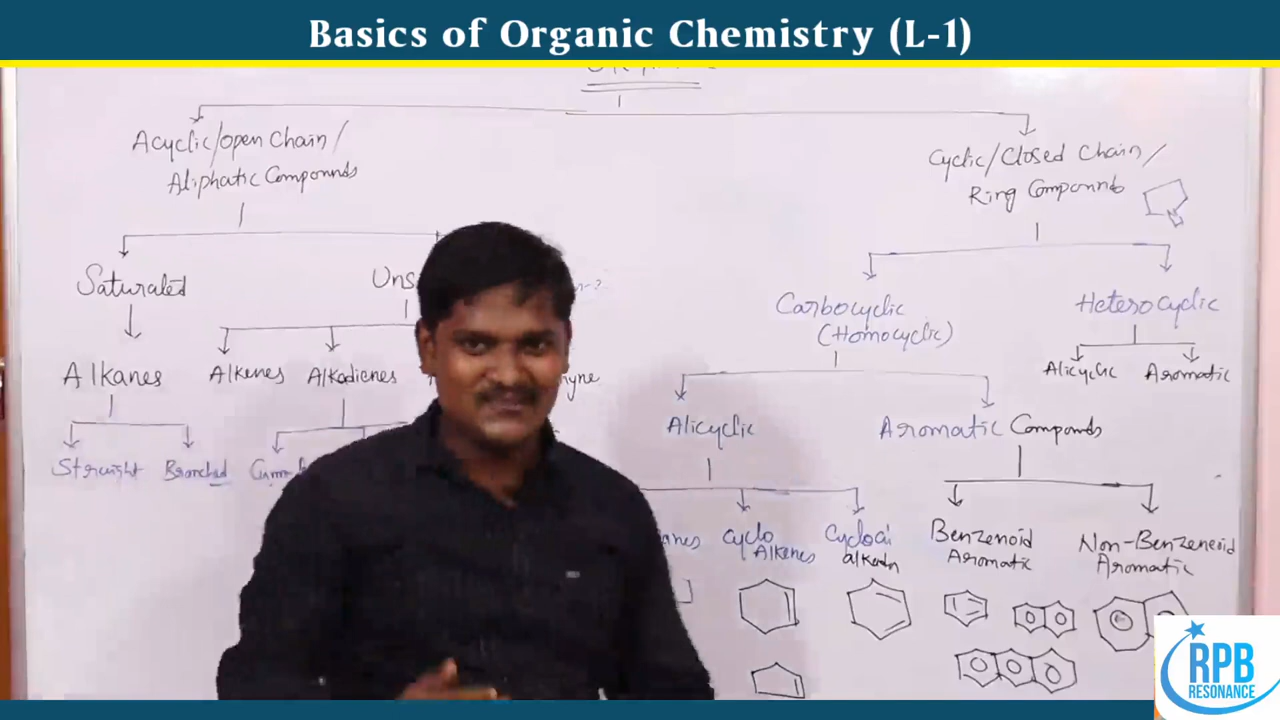 Basics of Organic Chemistry (L-1)
Acyclic/open Chain/
Aliphatic Compounds
Cyclic/Closed Chain/
Ring Compounds
Saturated
Carbocyclic
(Homocyclic)
Heterocyclic
Alkanes
Alkenes
Alkadienes
Alicyclic
Aromatic
Alicyclic
Aromatic Compounds
Straight
Branched
cyclo
Alkenes
Benzenoid
Aromatic
Non-Benzeneoid
Aromatic
RPB
RESONANCE